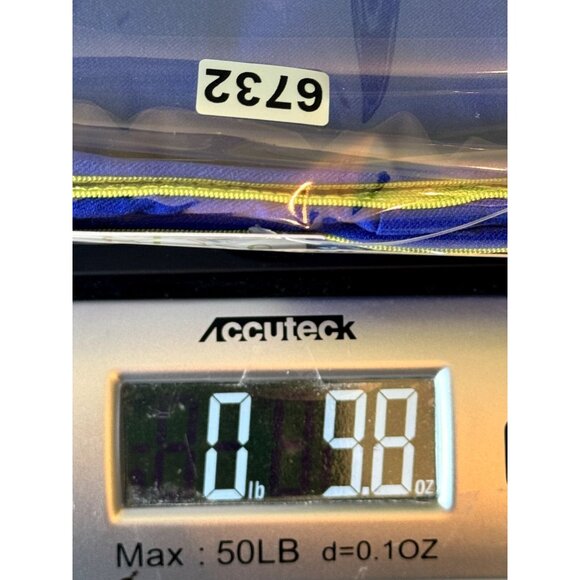 6732
Accuteck
0 lb 9.8 oz
Max : 50LB d=0.1OZ